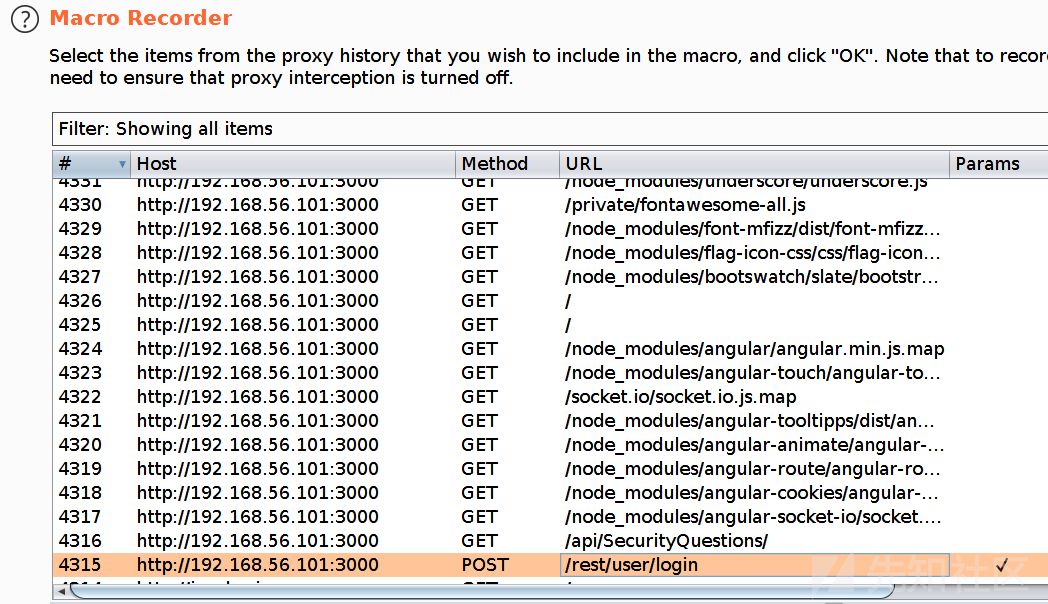 ?
Macro Recorder
Select the items from the proxy history that you wish to include in the macro, and click "OK". Note that to recor
need to ensure that proxy interception is turned off.
Filter: Showing all items
# Host Method URL Params
4331 http://192.168.56.101:3000 GET /node_modules/underscore/underscore.js
4330 http://192.168.56.101:3000 GET /private/fontawesome-all.js
4329 http://192.168.56.101:3000 GET /node_modules/font-mfizz/dist/font-mfizz...
4328 http://192.168.56.101:3000 GET /node_modules/flag-icon-css/css/flag-icon...
4327 http://192.168.56.101:3000 GET /node_modules/bootswatch/slate/bootstr...
4326 http://192.168.56.101:3000 GET /
4325 http://192.168.56.101:3000 GET /
4324 http://192.168.56.101:3000 GET /node_modules/angular/angular.min.js.map
4323 http://192.168.56.101:3000 GET /node_modules/angular-touch/angular-to...
4322 http://192.168.56.101:3000 GET /socket.io/socket.io.js.map
4321 http://192.168.56.101:3000 GET /node_modules/angular-tooltipps/dist/an...
4320 http://192.168.56.101:3000 GET /node_modules/angular-animate/angular-...
4319 http://192.168.56.101:3000 GET /node_modules/angular-route/angular-ro...
4318 http://192.168.56.101:3000 GET /node_modules/angular-cookies/angular-...
4317 http://192.168.56.101:3000 GET /node_modules/angular-socket-io/socket....
4316 http://192.168.56.101:3000 GET /api/SecurityQuestions/
4315 http://192.168.56.101:3000 POST /rest/user/login ✓
先知社区